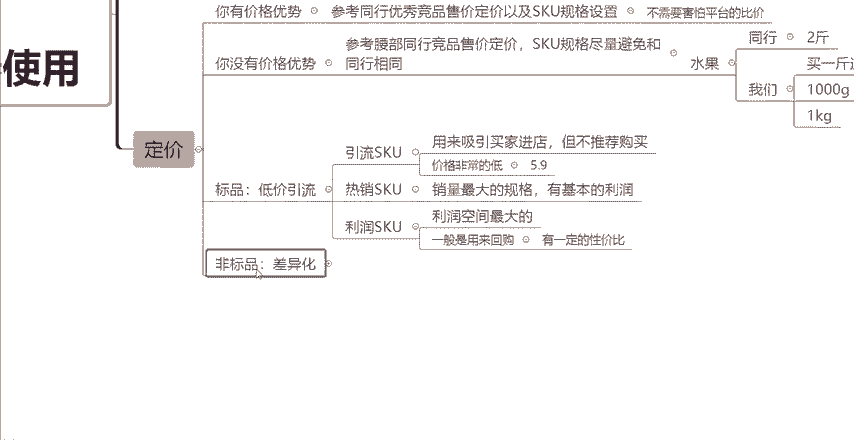 你有价格优势
参考同行优秀竞品售价定价以及SKU规格设置
不需要害怕平台的比价
使用
你没有价格优势
参考腰部同行竞品售价定价，SKU规格尽量避免和
同行相同
水果
同行
2斤
我们
买一斤
1000g
1kg
定价
标品：低价引流
引流SKU
用来吸引买家进店，但不推荐购买
价格非常的低
5.9
热销SKU
销量最大的规格，有基本的利润
利润SKU
利润空间最大的
一般是用来回购
有一定的性价比
非标品：差异化